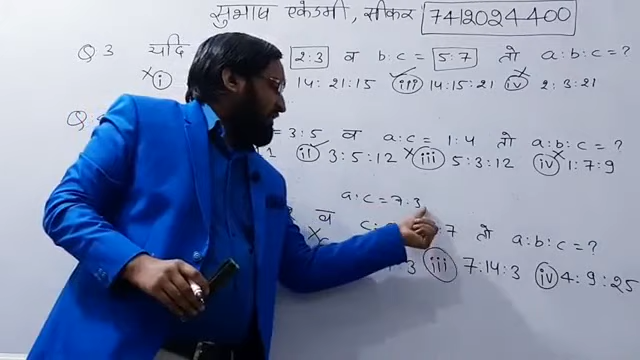 सुभाष एकेडमी, सीकर 7412024400
Q.3 यदि 2:3 व b:c = 5:7 तो a:b:c = ?
(i) 14:21:15 (iii) 14:15:21 (iv) 2:3:21
Q. = 3:5 व a:c = 1:4 तो a:b:c = ?
(ii) 3:5:12 (iii) 5:3:12 (iv) 1:7:9
a:c = 7:3
व 7 तो a:b:c = ?
:3 (iii) 7:14:3 (iv) 4:9:25